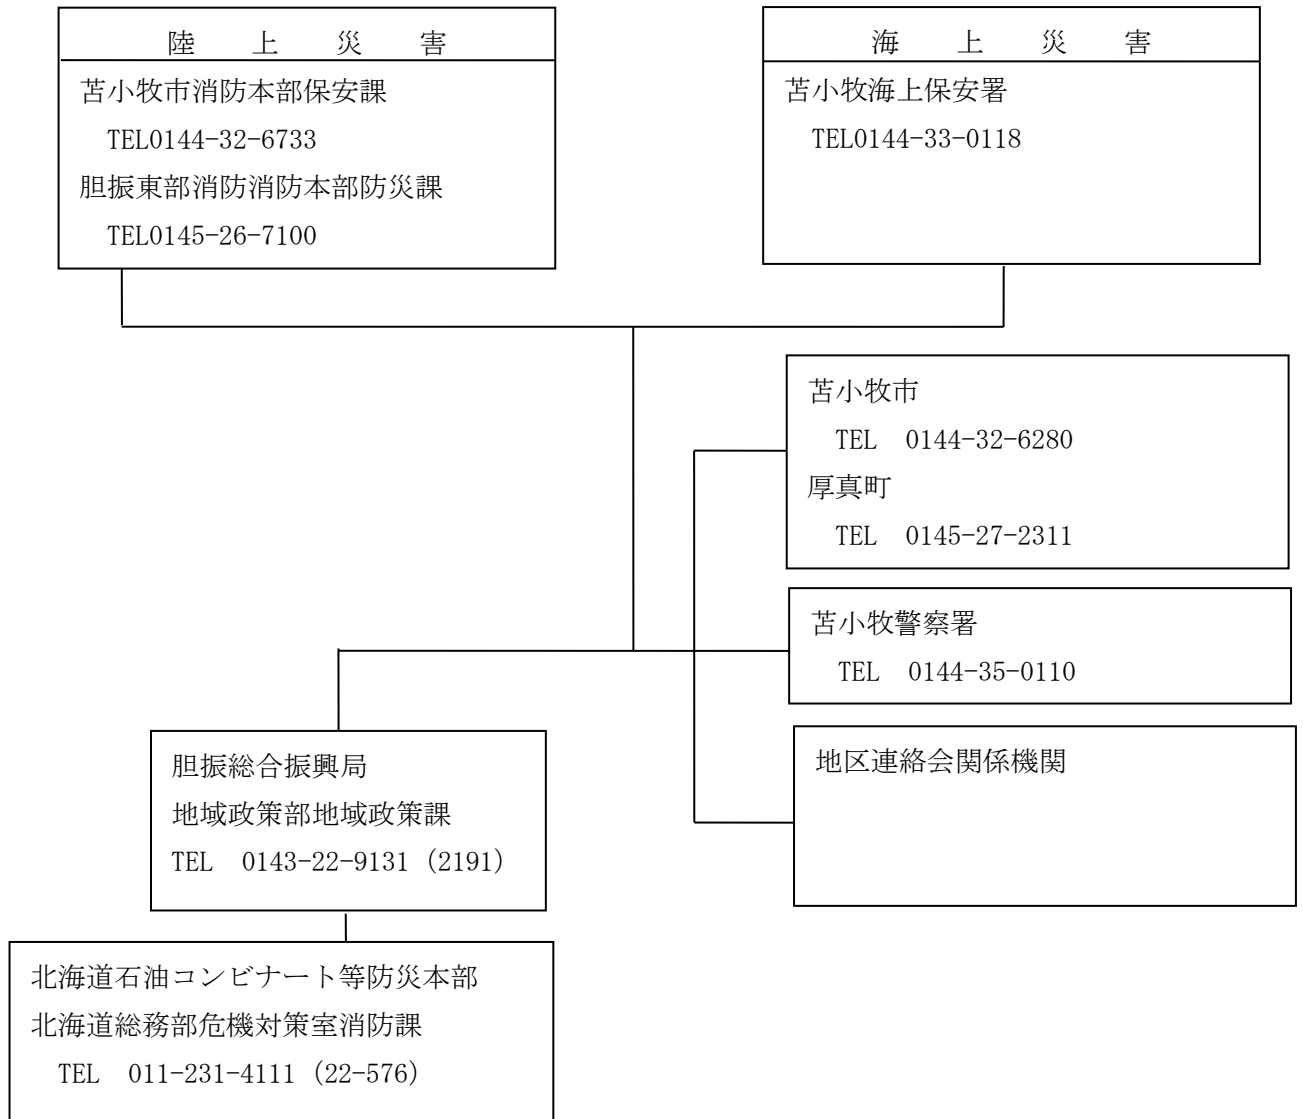 陸　上　災　害
苫小牧市消防本部保安課
TEL0144-32-6733
胆振東部消防消防本部防災課
TEL0145-26-7100
海　上　災　害
苫小牧海上保安署
TEL0144-33-0118
苫小牧市
TEL　0144-32-6280
厚真町
TEL　0145-27-2311
苫小牧警察署
TEL　0144-35-0110
地区連絡会関係機関
胆振総合振興局
地域政策部地域政策課
TEL　0143-22-9131（2191）
北海道石油コンビナート等防災本部
北海道総務部危機対策室消防課
TEL　011-231-4111（22-576）